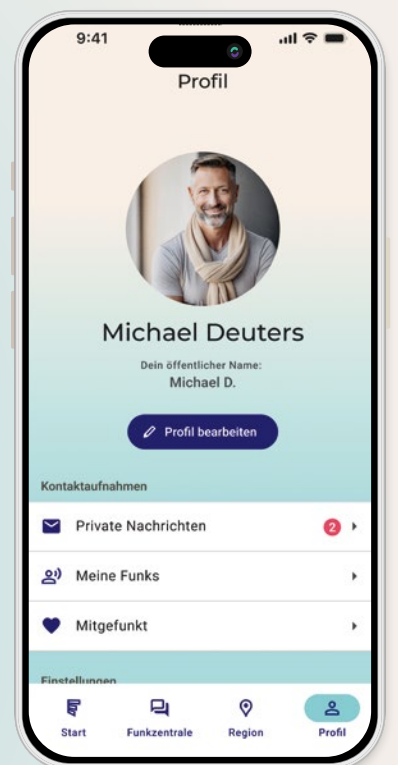 9:41
Profil
Michael Deuters
Dein öffentlicher Name:
Michael D.
Profil bearbeiten
Kontaktaufnahmen
Private Nachrichten 2
Meine Funks
Mitgefunkt
Einstellungen
Start Funkzentrale Region Profil